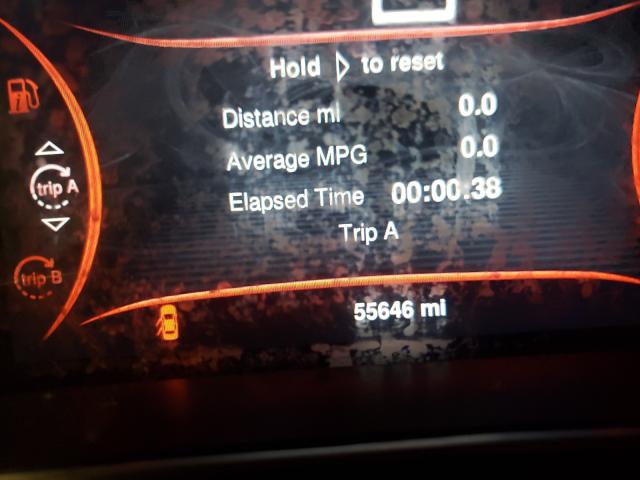 Hold ▷ to reset
Distance mi 0.0
Average MPG 0.0
Elapsed Time 00:00:38
Trip A
55646 mi
trip A
trip B